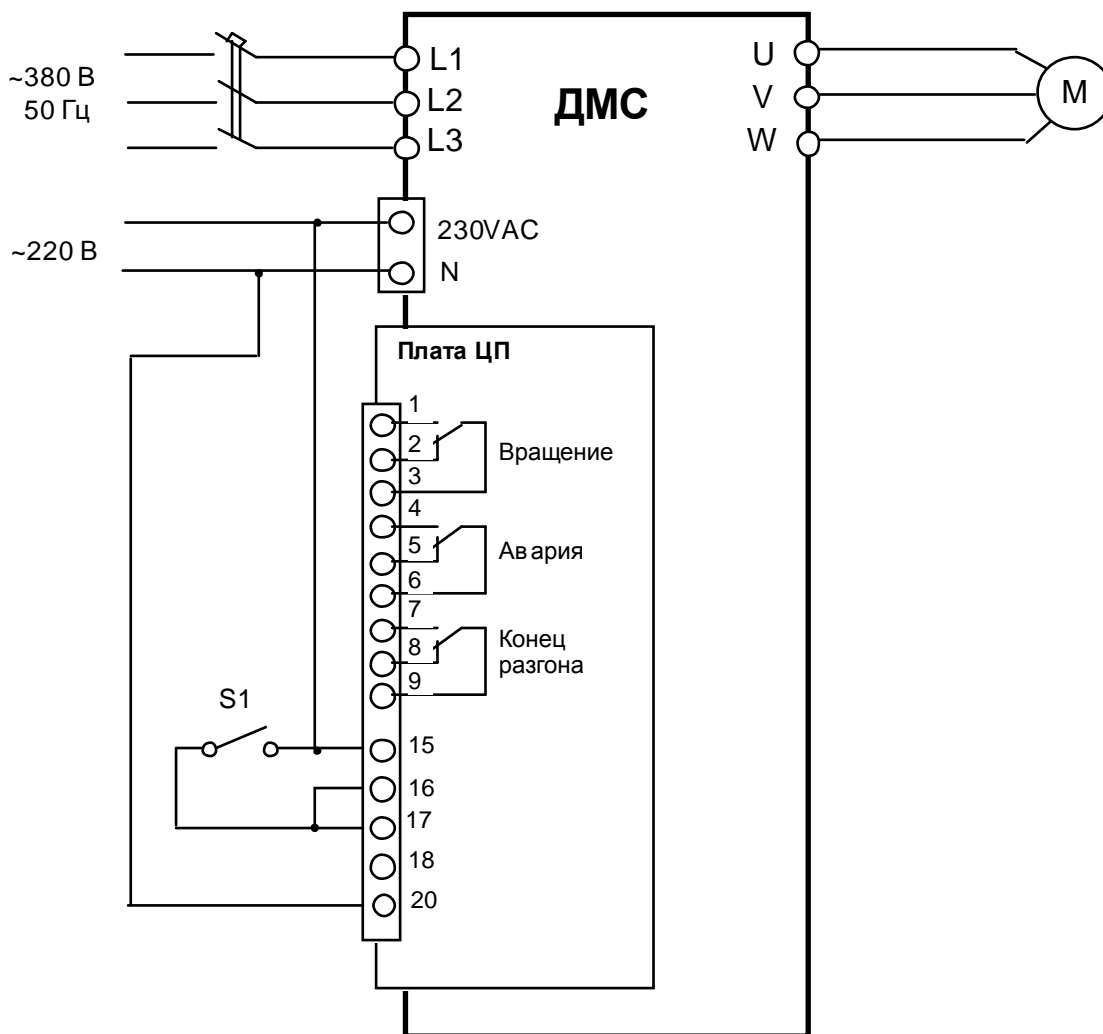 ~380 В
50 Гц
L1
L2
L3
ДМС
U
V
W
M
~220 В
230VAC
N
Плата ЦП
1
2
3
Вращение
4
5
6
Авария
7
8
9
Конец
разгона
S1
15
16
17
18
20